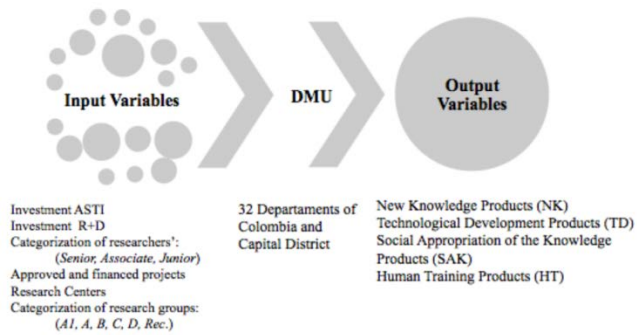 Input Variables
DMU
Output
Variables
Investment ASTI
Investment R+D
Categorization of researchers':
(Senior, Associate, Junior)
Approved and financed projects
Research Centers
Categorization of research groups:
(A1, A, B, C, D, Rec.)
32 Departaments of
Colombia and
Capital District
New Knowledge Products (NK)
Technological Development Products (TD)
Social Appropriation of the Knowledge
Products (SAK)
Human Training Products (HT)